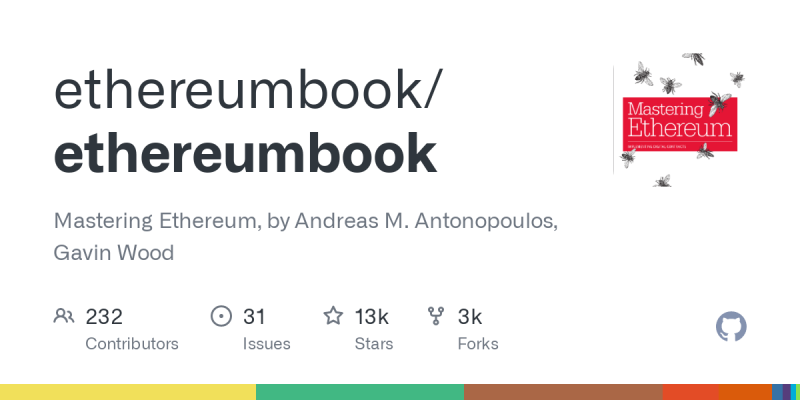 ethereumbook/
ethereumbook
Mastering Ethereum, by Andreas M. Antonopoulos,
Gavin Wood
232
Contributors
31
Issues
13k
Stars
3k
Forks
Mastering
Ethereum